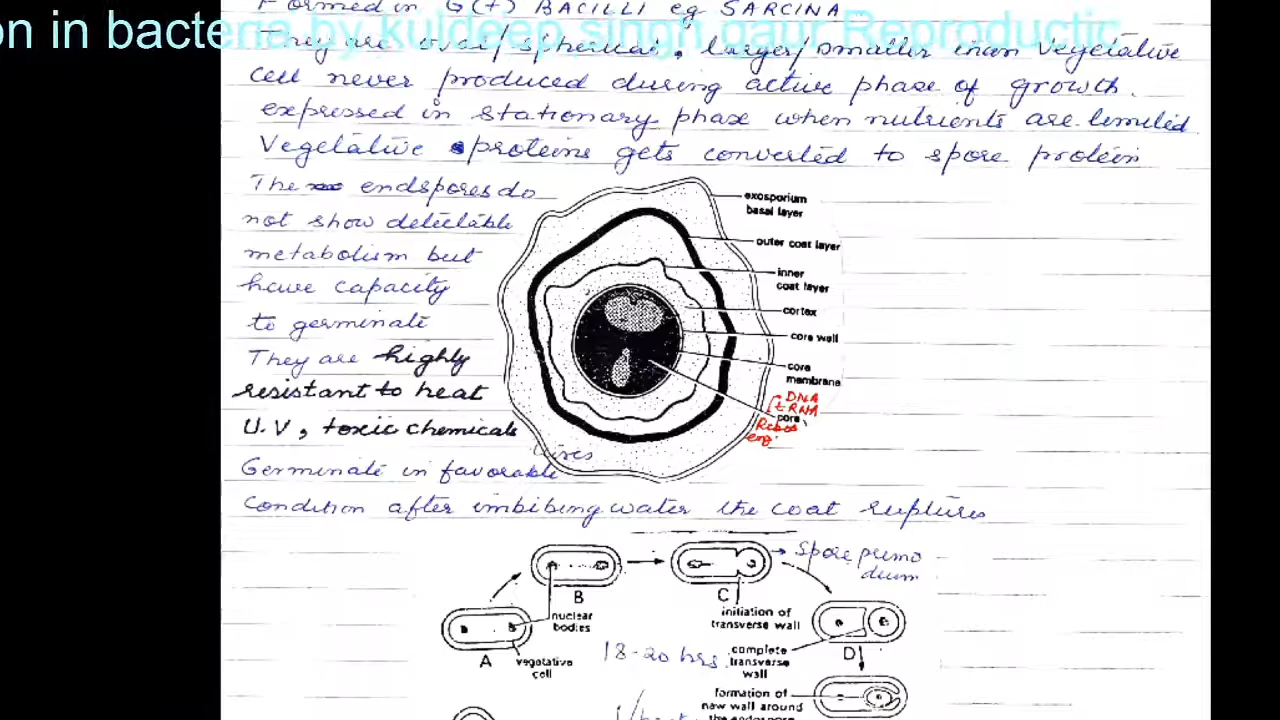 Formed in G(+) BACILLI eg SARCINA
on in bacteria by kuldeep singh kaur Reproductio
They are oval/spherical, larger/smaller than vegetative
cell never produced during active phase of growth.
expressed in stationary phase when nutrients are limited
Vegetative proteins gets converted to spore protein
The endspores do
not show detectable
metabolism but
have capacity
to germinate
They are highly
resistant to heat
U.V, toxic chemicals
Germinate in favorable
condition after imbibing water the coat ruptures
exosporium
basal layer
outer coat layer
inner
coat layer
cortex
core wall
core
membrane
DNA
tRNA
core
Ribos
enz.
Spore primo
dium
B
C
nuclear
bodies
initiation of
transverse wall
A
vegetative
cell
18-20 hrs
complete
transverse
wall
D
formation of
new wall around
the endospore